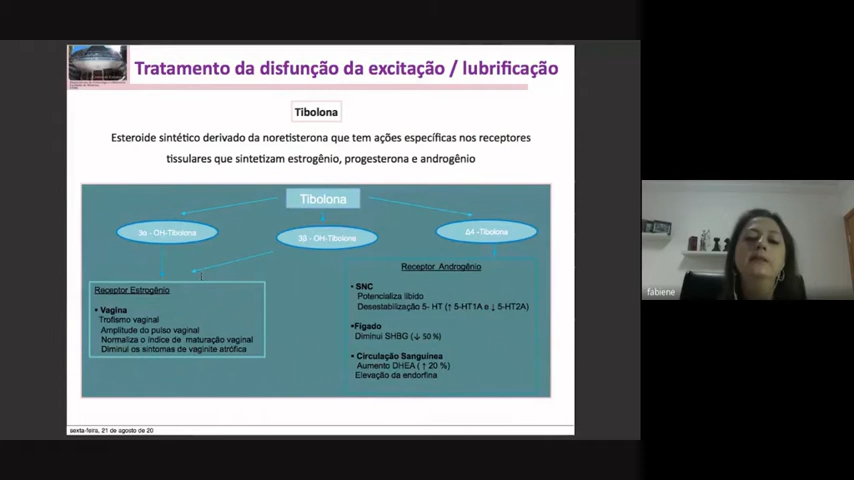 Tratamento da disfunção da excitação / lubrificação
Tibolona
Esteroide sintético derivado da noretisterona que tem ações específicas nos receptores
tissulares que sintetizam estrogênio, progesterona e androgênio
Tibolona
3α - OH-Tibolona
3β - OH-Tibolona
Δ4 -Tibolona
Receptor Estrogênio
• Vagina
Trofismo vaginal
Amplitude do pulso vaginal
Normaliza o índice de maturação vaginal
Diminui os sintomas de vaginite atrófica
Receptor Androgênio
• SNC
Potencializa libido
Desestabilização 5- HT (↑ 5-HT1A e ↓ 5-HT2A)
•Fígado
Diminui SHBG (↓ 50 %)
• Circulação Sanguínea
Aumento DHEA ( ↑ 20 %)
Elevação da endorfina
sexta-feira, 21 de agosto de 20
fabiene